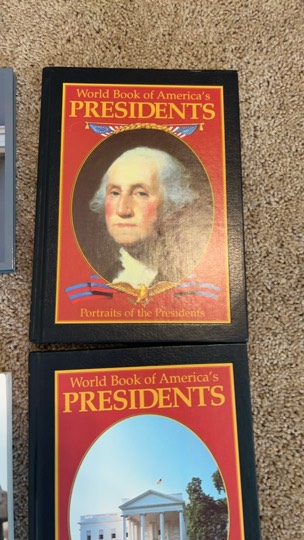 World Book of America's
PRESIDENTS
Portraits of the Presidents
World Book of America's
PRESIDENTS